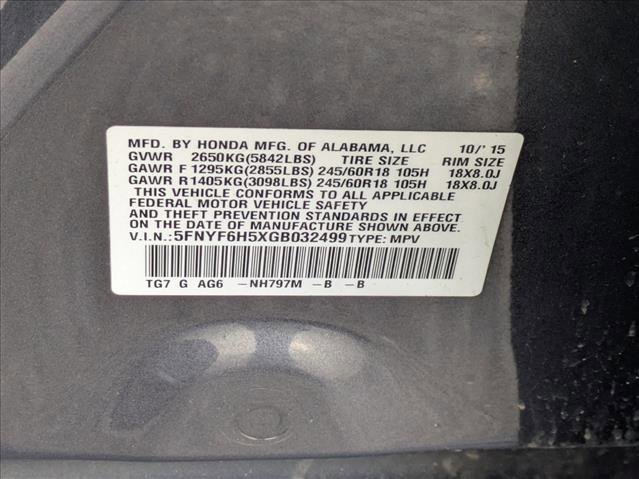 MFD. BY HONDA MFG. OF ALABAMA, LLC 10/'15
GVWR 2650KG(5842LBS) TIRE SIZE RIM SIZE
GAWR F 1295KG(2855LBS) 245/60R18 105H 18X8.0J
GAWR R 1405KG(3098LBS) 245/60R18 105H 18X8.0J
THIS VEHICLE CONFORMS TO ALL APPLICABLE
FEDERAL MOTOR VEHICLE SAFETY
AND THEFT PREVENTION STANDARDS IN EFFECT
ON THE DATE OF MANUFACTURE SHOWN ABOVE.
V.I.N.:5FNYF6H5XGB032499 TYPE: MPV
TG7 G AG6 -NH797M -B -B